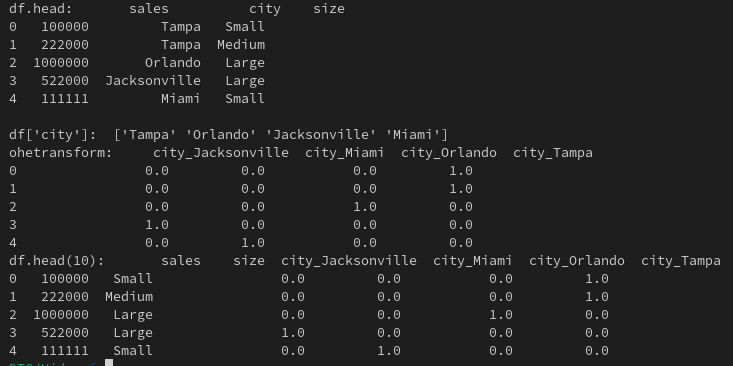 df.head:       sales          city    size
0   100000         Tampa   Small
1   222000         Tampa  Medium
2  1000000       Orlando   Large
3   522000  Jacksonville   Large
4   111111         Miami   Small
df['city']:  ['Tampa' 'Orlando' 'Jacksonville' 'Miami']
ohetransform:     city_Jacksonville  city_Miami  city_Orlando  city_Tampa
0                0.0         0.0           0.0         1.0
1                0.0         0.0           0.0         1.0
2                0.0         0.0           1.0         0.0
3                1.0         0.0           0.0         0.0
4                0.0         1.0           0.0         0.0
df.head(10):       sales    size  city_Jacksonville  city_Miami  city_Orlando  city_Tampa
0   100000   Small                0.0         0.0           0.0         1.0
1   222000  Medium                0.0         0.0           0.0         1.0
2  1000000   Large                0.0         0.0           1.0         0.0
3   522000   Large                1.0         0.0           0.0         0.0
4   111111   Small                0.0         1.0           0.0         0.0